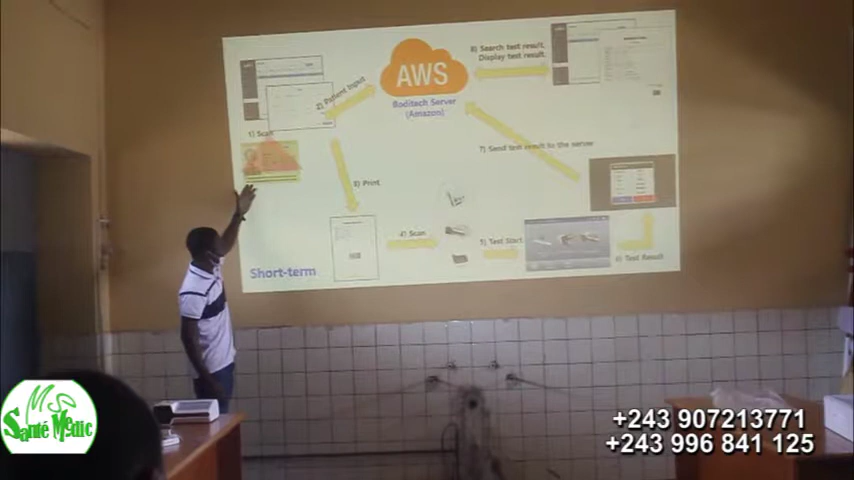 AWS
Boditech Server
(Amazon)
8) Search test result.
Display test result.
2) Patient Input
1) Scan
7) Send test result to the server
3) Print
4) Scan
5) Test Start
6) Test Result
Short-term
MS
Santé Medic
+243 907213771
+243 996 841 125